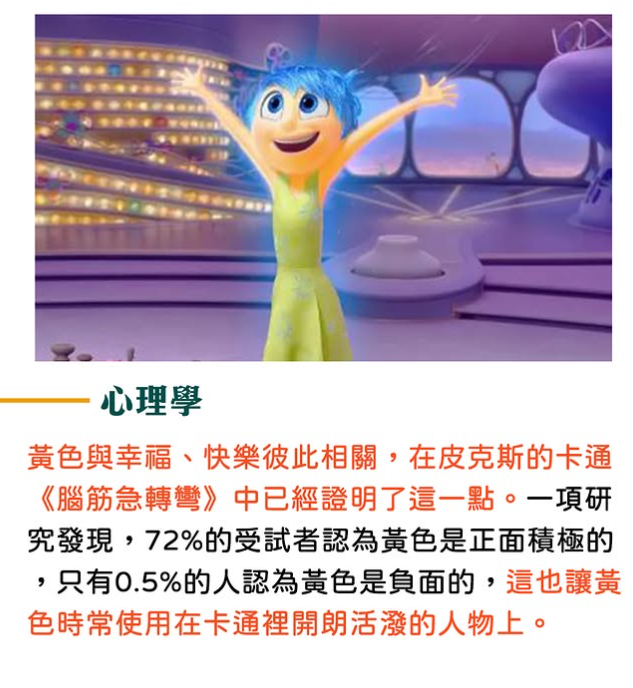 心理學
黃色與幸福、快樂彼此相關，在皮克斯的卡通
《腦筋急轉彎》中已經證明了這一點。一項研
究發現，72%的受試者認為黃色是正面積極的
，只有0.5%的人認為黃色是負面的，這也讓黃
色時常使用在卡通裡開朗活潑的人物上。